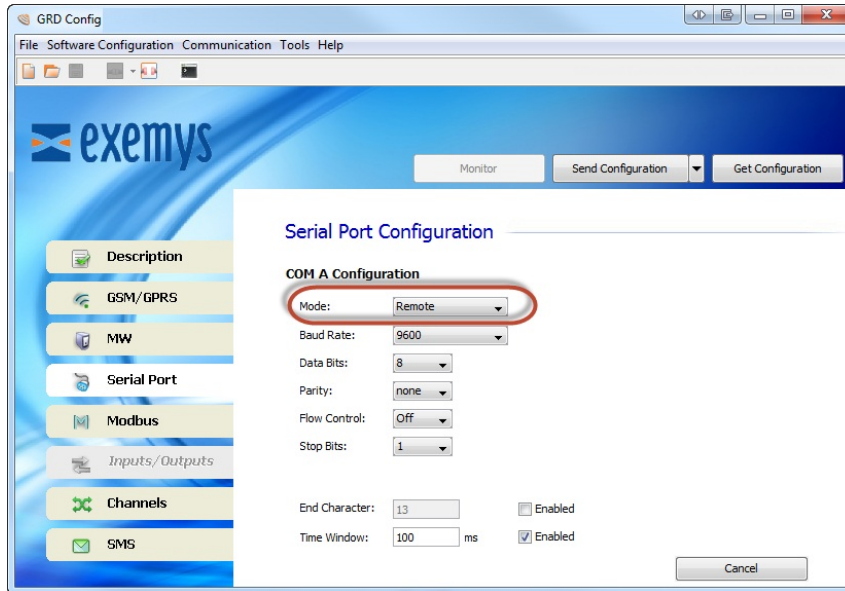 GRD Config
File Software Configuration Communication Tools Help
exemys
Monitor
Send Configuration
Get Configuration
Serial Port Configuration
Description
GSM/GPRS
MW
Serial Port
Modbus
Inputs/Outputs
Channels
SMS
COM A Configuration
Mode: Remote
Baud Rate: 9600
Data Bits: 8
Parity: none
Flow Control: Off
Stop Bits: 1
End Character: 13 Enabled
Time Window: 100 ms Enabled
Cancel